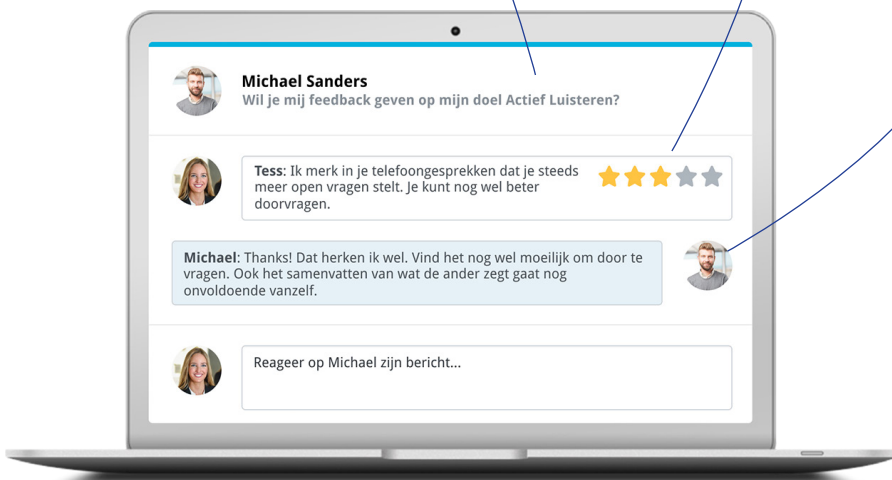 Michael Sanders
Wil je mij feedback geven op mijn doel Actief Luisteren?
Tess: Ik merk in je telefoongesprekken dat je steeds
meer open vragen stelt. Je kunt nog wel beter
doorvragen.
Michael: Thanks! Dat herken ik wel. Vind het nog wel moeilijk om door te
vragen. Ook het samenvatten van wat de ander zegt gaat nog
onvoldoende vanzelf.
Reageer op Michael zijn bericht...